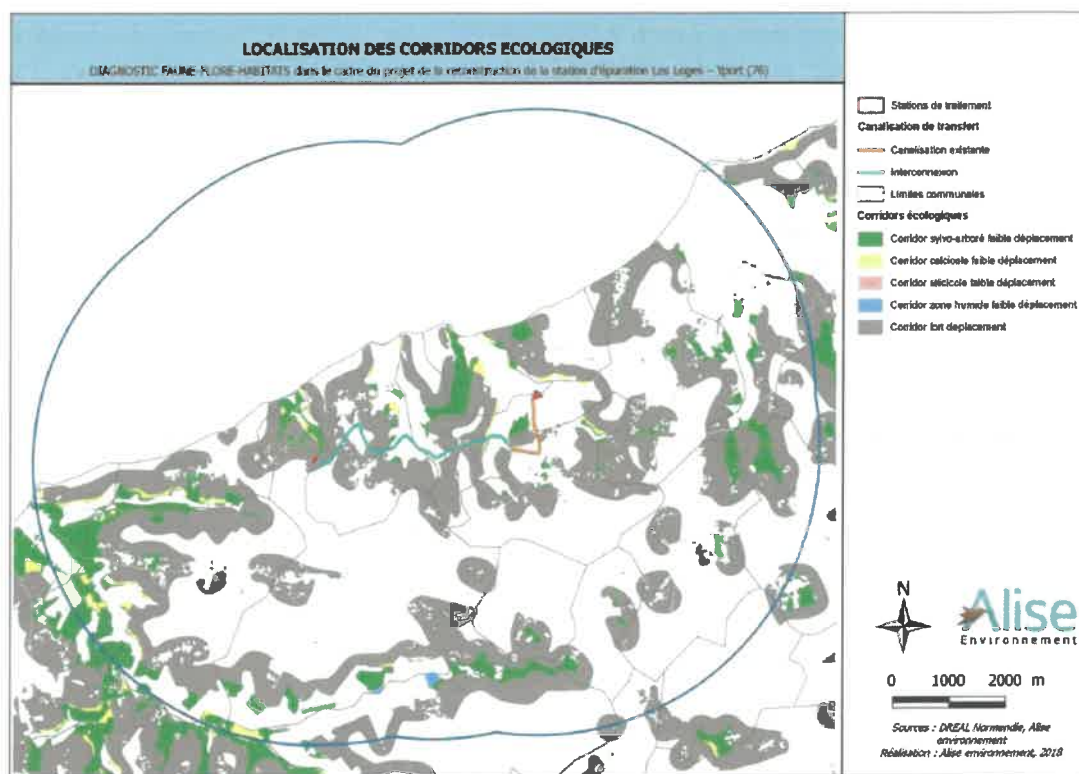 LOCALISATION DES CORRIDORS ECOLOGIQUES
DIAGNOSTIC FAUNE-FLORE-HABITATS dans le cadre du projet de la reconstruction de la station d'épuration Les Loges – Yport (76)
Stations de traitement
Canalisation de transfert
Canalisation existante
Interconnexion
Limites communales
Corridors écologiques
Corridor sylvo-arboré faible déplacement
Corridor calcicole faible déplacement
Corridor silicicole faible déplacement
Corridor zone humide faible déplacement
Corridor fort déplacement
N
Alise
Environnement
0 1000 2000 m
Sources : DREAL Normandie, Alise
environnement
Réalisation : Alise environnement, 2018